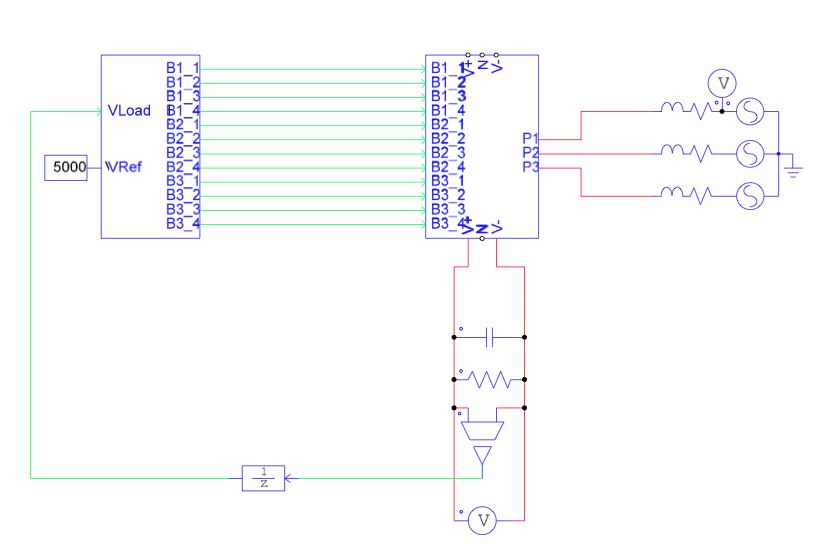 B1_1
B1_2
B1_3
B1_4
B2_1
B2_2
B2_3
B2_4
B3_1
B3_2
B3_3
B3_4
VLoad
VRef
5000
V+ N V-
B1_1
B1_2
B1_3
B1_4
B2_1
B2_2
B2_3
B2_4
B3_1
B3_2
B3_3
B3_4
V+ N V-
P1
P2
P3
V
1
z
V